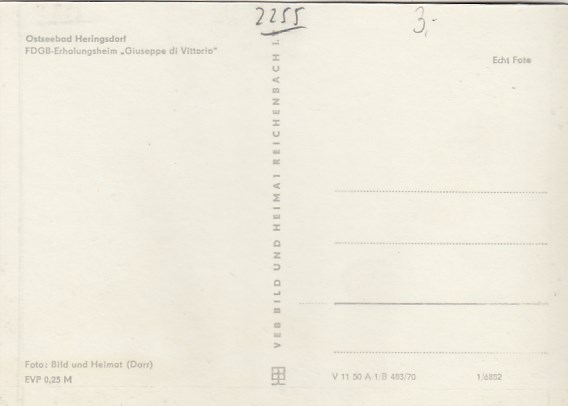 2255
3,-
Ostseebad Heringsdorf
FDGB-Erholungsheim „Giuseppe di Vittorio"
Echt Foto
VEB BILD UND HEIMAT REICHENBACH I.
Foto: Bild und Heimat (Darr)
EVP 0,25 M
V 11 50 A 1/B 483/70
1/6852